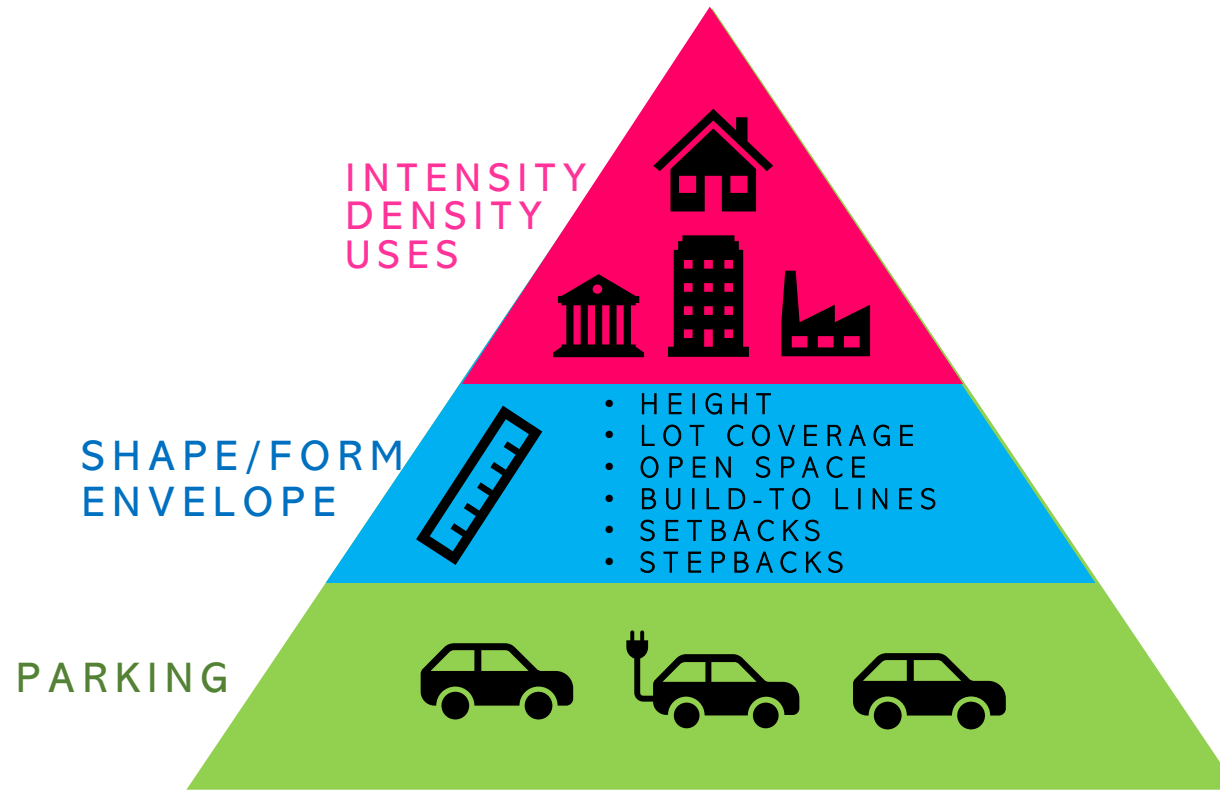 INTENSITY
DENSITY
USES
• HEIGHT
• LOT COVERAGE
• OPEN SPACE
• BUILD-TO LINES
• SETBACKS
• STEPBACKS
SHAPE/FORM
ENVELOPE
PARKING